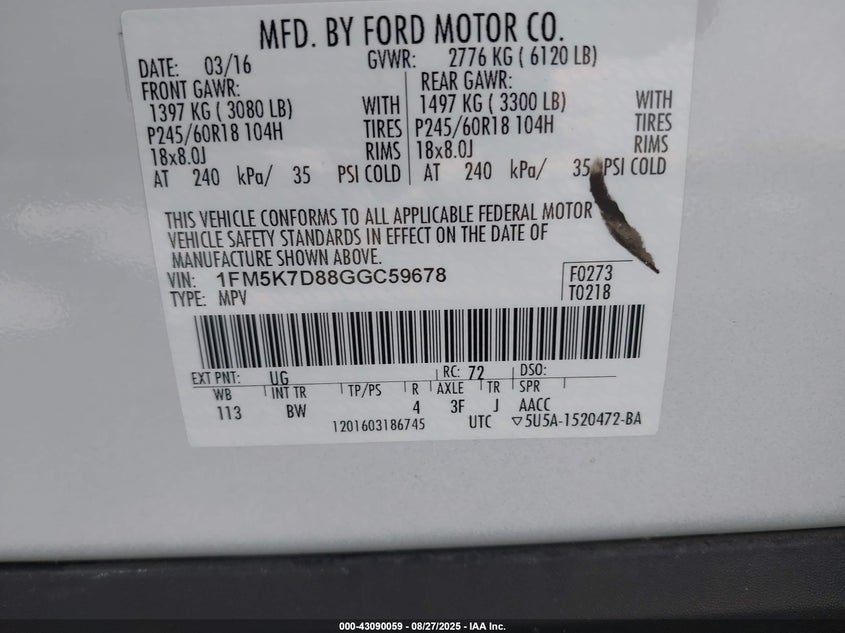 MFD. BY FORD MOTOR CO.
DATE: 03/16 GVWR: 2776 KG ( 6120 LB)
FRONT GAWR: REAR GAWR:
1397 KG ( 3080 LB) WITH 1497 KG ( 3300 LB) WITH
P245/60R18 104H TIRES P245/60R18 104H TIRES
18x8.0J RIMS 18x8.0J RIMS
AT 240 kPa/ 35 PSI COLD AT 240 kPa/ 35 PSI COLD
THIS VEHICLE CONFORMS TO ALL APPLICABLE FEDERAL MOTOR
VEHICLE SAFETY STANDARDS IN EFFECT ON THE DATE OF
MANUFACTURE SHOWN ABOVE.
VIN: 1FM5K7D88GGC59678 F0273
TYPE: MPV T0218
EXT PNT: UG RC: 72 DSO:
WB INT TR TP/PS R AXLE TR SPR
113 BW 4 3F J AACC
1201603186745 UTC ▽5U5A-1520472-BA
000-43090059 - 08/27/2025 - IAA Inc.